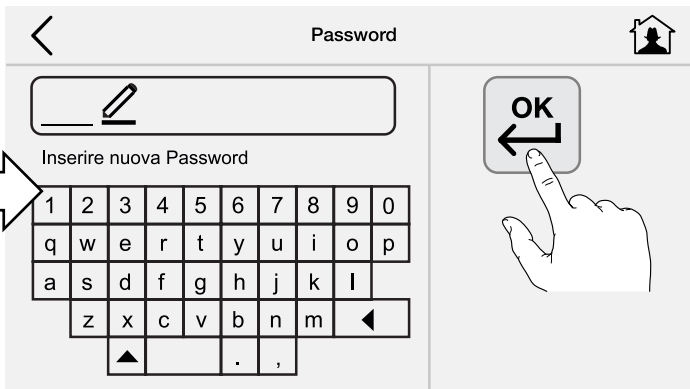 Password
OK
Inserire nuova Password
1 2 3 4 5 6 7 8 9 0
q w e r t y u i o p
a s d f g h j k l
z x c v b n m
. ,